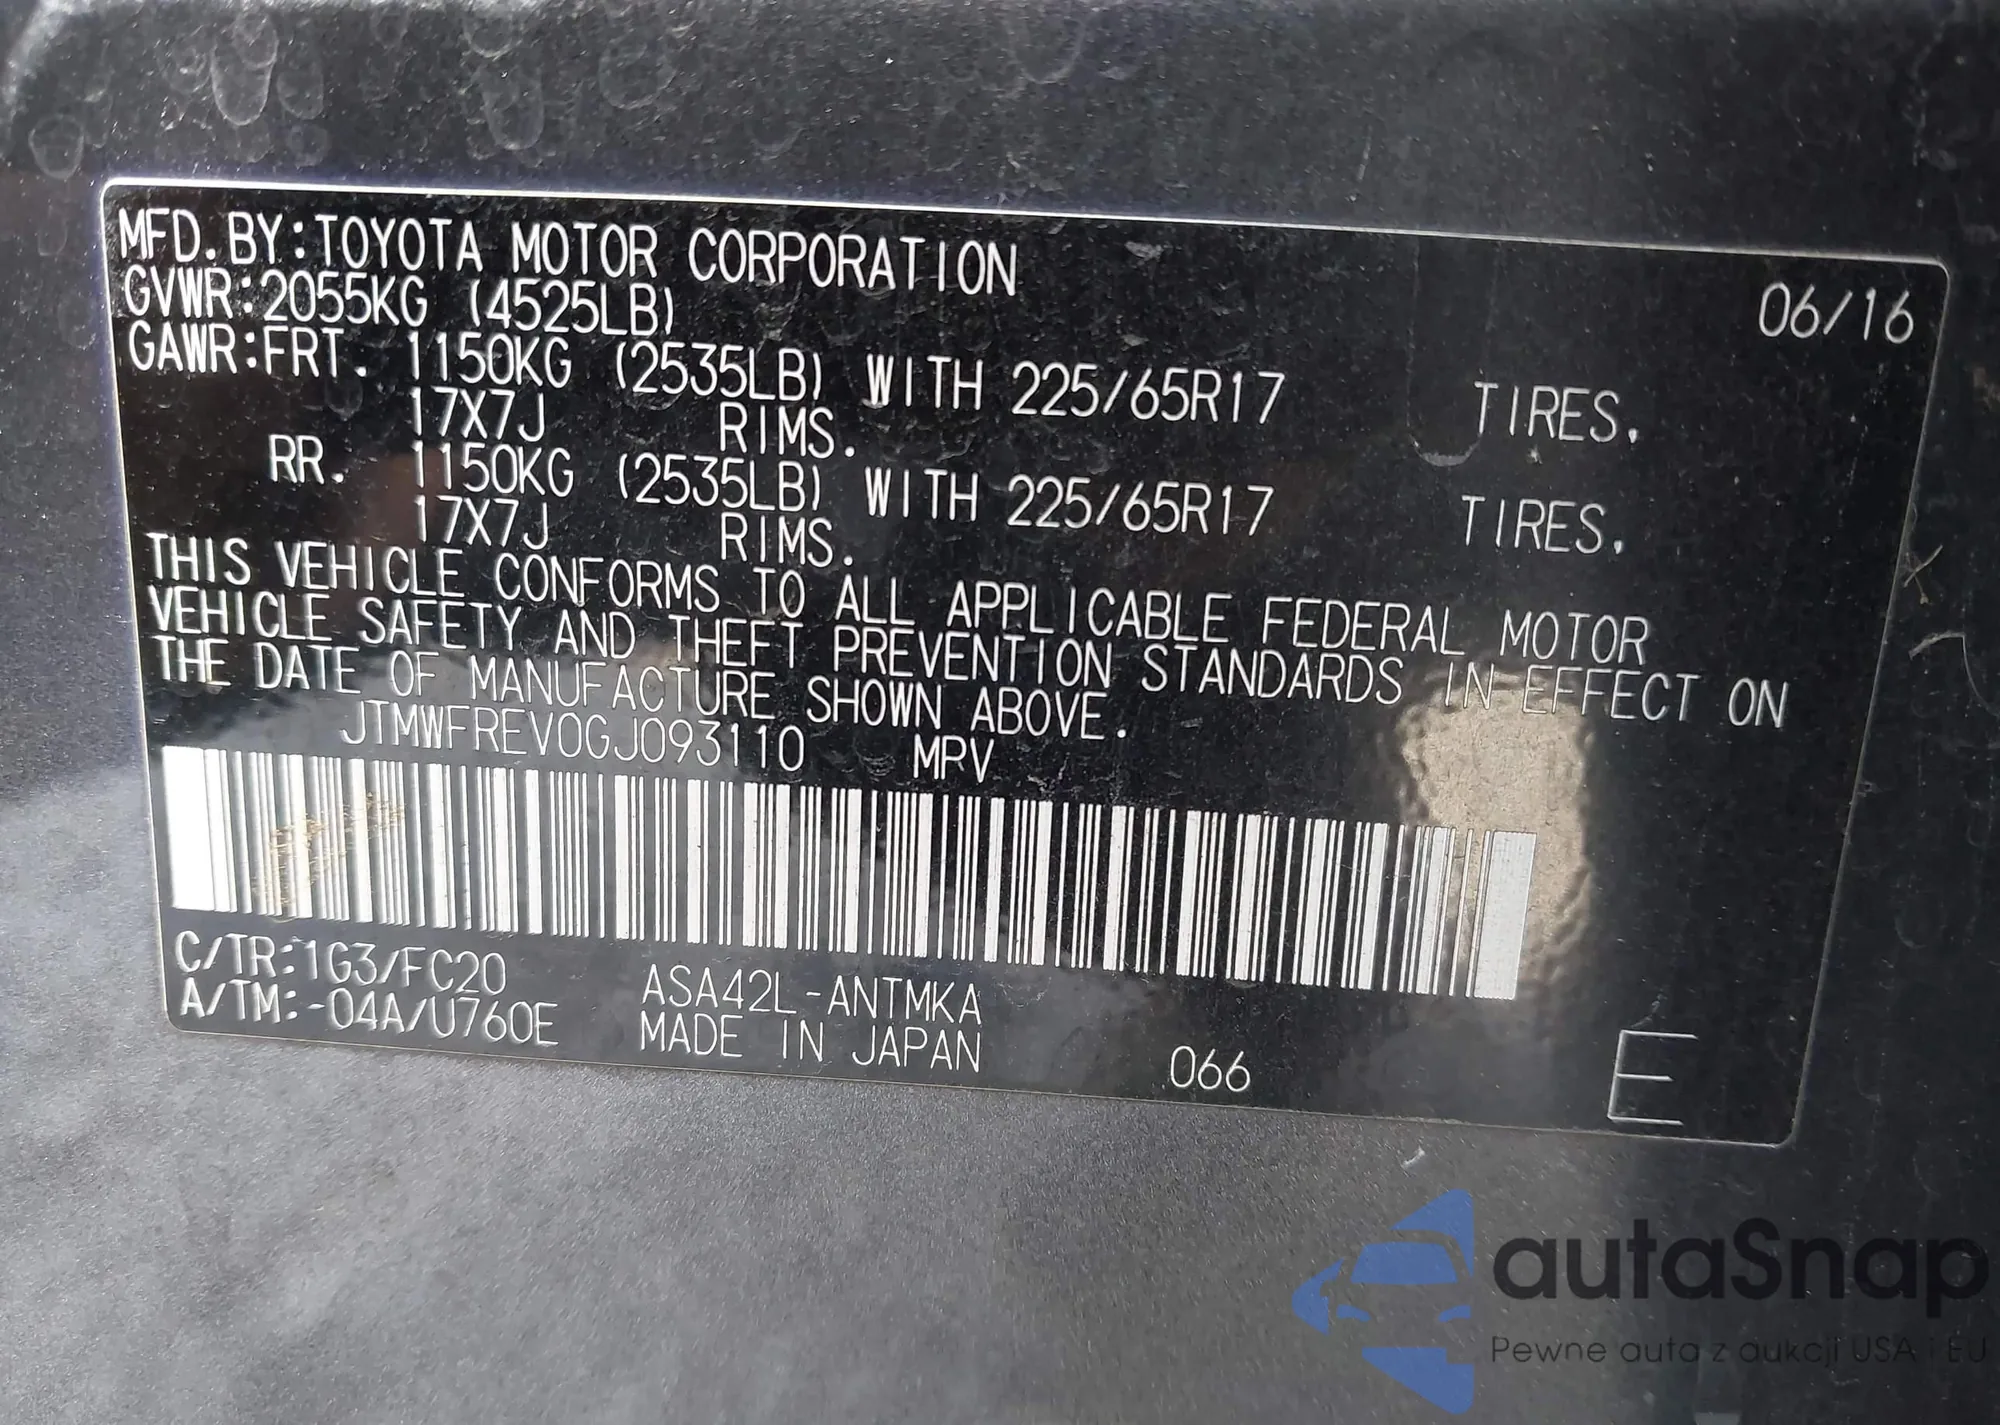 MFD.BY:TOYOTA MOTOR CORPORATION 06/16
GVWR:2055KG (4525LB)
GAWR:FRT. 1150KG (2535LB) WITH 225/65R17 TIRES,
17X7J RIMS.
RR. 1150KG (2535LB) WITH 225/65R17 TIRES,
17X7J RIMS.
THIS VEHICLE CONFORMS TO ALL APPLICABLE FEDERAL MOTOR
VEHICLE SAFETY AND THEFT PREVENTION STANDARDS IN EFFECT ON
THE DATE OF MANUFACTURE SHOWN ABOVE.
JTMWFREV0GJ093110 MPV
C/TR:1G3/FC20 ASA42L-ANTMKA
A/TM:-04A/U760E MADE IN JAPAN 066 E
autaSnap
Pewne auta z aukcji USA i EU